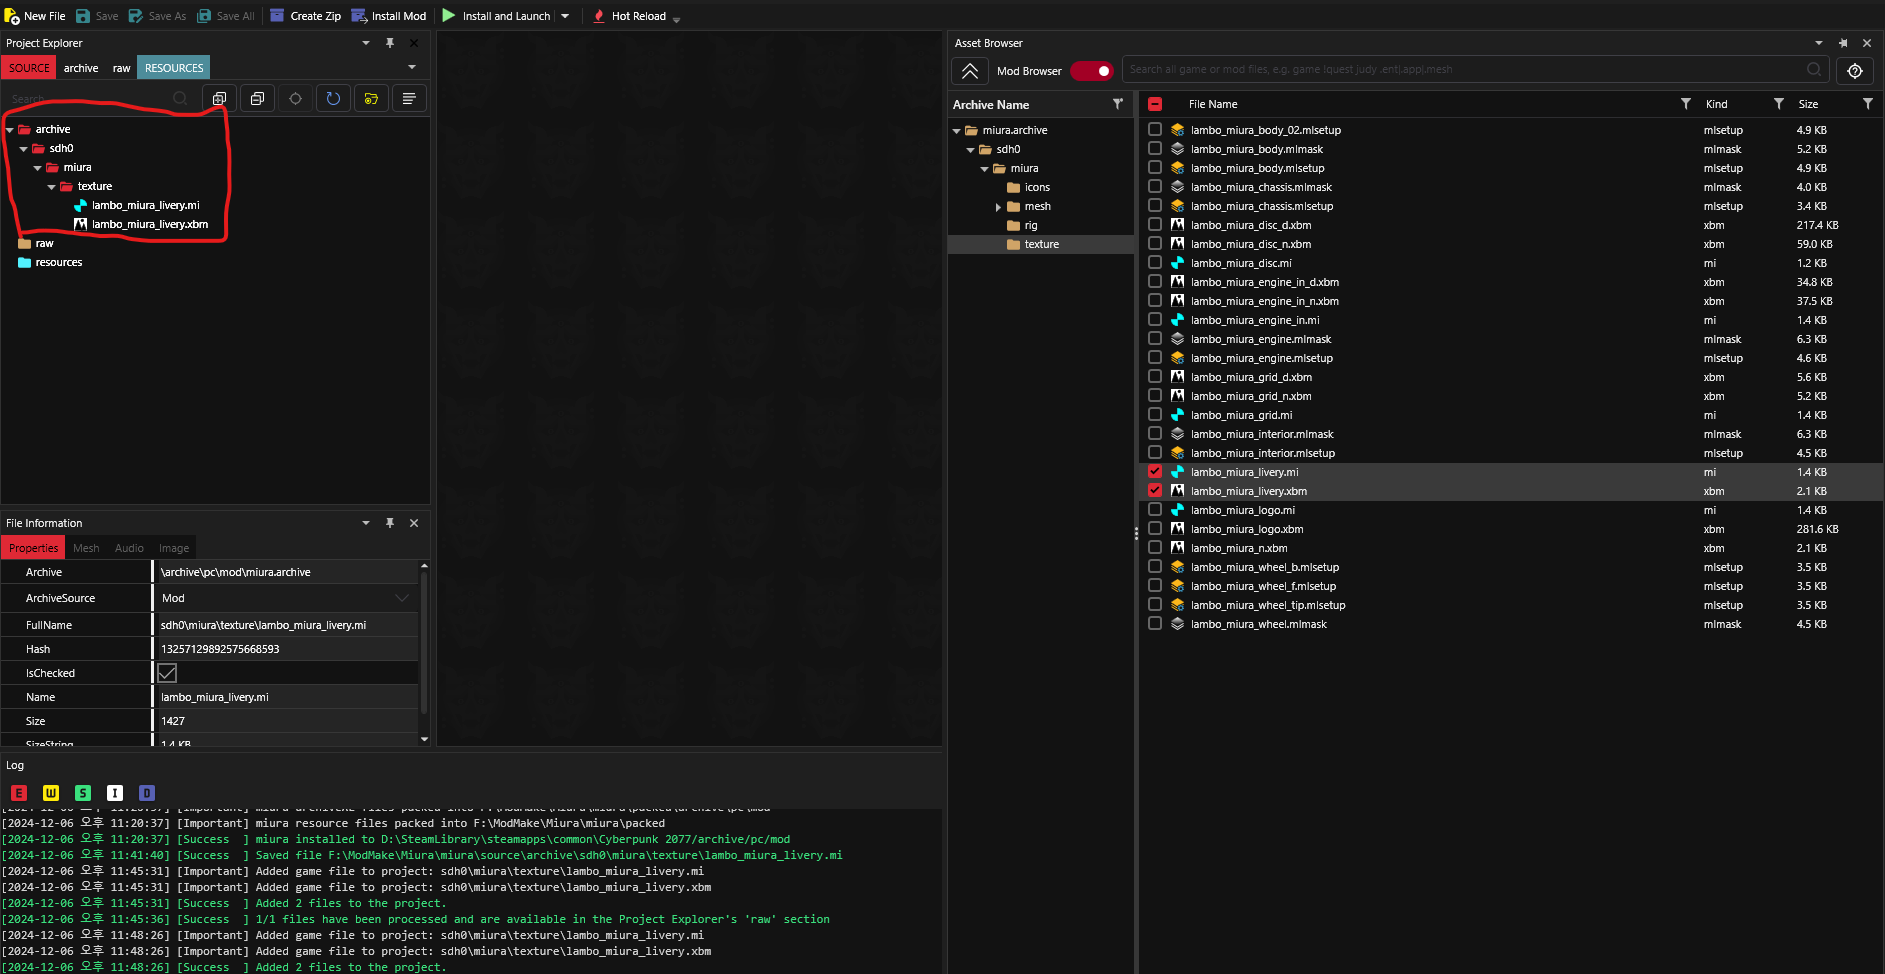 New File Save Save As Save All Create Zip Install Mod Install and Launch Hot Reload
Project Explorer
SOURCE archive raw RESOURCES
Search
archive
sdh0
miura
texture
lambo_miura_livery.mi
lambo_miura_livery.xbm
raw
resources
File Information
Properties Mesh Audio Image
Archive \archive\pc\mod\miura.archive
ArchiveSource Mod
FullName sdh0\miura\texture\lambo_miura_livery.mi
Hash 13257129892575668593
IsChecked
Name lambo_miura_livery.mi
Size 1427
SizeString 1.4 KB
Log
E W S I D
[2024-12-06 오후 11:20:37] [Important] miura archiveXL files packed into F:\ModMake\Miura\miura\packed\archive\pc\mod
[2024-12-06 오후 11:20:37] [Important] miura resource files packed into F:\ModMake\Miura\miura\packed
[2024-12-06 오후 11:20:37] [Success ] miura installed to D:\SteamLibrary\steamapps\common\Cyberpunk 2077/archive/pc/mod
[2024-12-06 오후 11:41:40] [Success ] Saved file F:\ModMake\Miura\miura\source\archive\sdh0\miura\texture\lambo_miura_livery.mi
[2024-12-06 오후 11:45:31] [Important] Added game file to project: sdh0\miura\texture\lambo_miura_livery.mi
[2024-12-06 오후 11:45:31] [Important] Added game file to project: sdh0\miura\texture\lambo_miura_livery.xbm
[2024-12-06 오후 11:45:31] [Success ] Added 2 files to the project.
[2024-12-06 오후 11:45:36] [Success ] 1/1 files have been processed and are available in the Project Explorer's 'raw' section
[2024-12-06 오후 11:48:26] [Important] Added game file to project: sdh0\miura\texture\lambo_miura_livery.mi
[2024-12-06 오후 11:48:26] [Important] Added game file to project: sdh0\miura\texture\lambo_miura_livery.xbm
[2024-12-06 오후 11:48:26] [Success ] Added 2 files to the project.
Asset Browser
Mod Browser Search all game or mod files, e.g. game |quest judy .ent|.app|.mesh
Archive Name
miura.archive
sdh0
miura
icons
mesh
rig
texture
File Name Kind Size
lambo_miura_body_02.mlsetup mlsetup 4.9 KB
lambo_miura_body.mlmask mlmask 5.2 KB
lambo_miura_body.mlsetup mlsetup 4.9 KB
lambo_miura_chassis.mlmask mlmask 4.0 KB
lambo_miura_chassis.mlsetup mlsetup 3.4 KB
lambo_miura_disc_d.xbm xbm 217.4 KB
lambo_miura_disc_n.xbm xbm 59.0 KB
lambo_miura_disc.mi mi 1.2 KB
lambo_miura_engine_in_d.xbm xbm 34.8 KB
lambo_miura_engine_in_n.xbm xbm 37.5 KB
lambo_miura_engine_in.mi mi 1.4 KB
lambo_miura_engine.mlmask mlmask 6.3 KB
lambo_miura_engine.mlsetup mlsetup 4.6 KB
lambo_miura_grid_d.xbm xbm 5.6 KB
lambo_miura_grid_n.xbm xbm 5.2 KB
lambo_miura_grid.mi mi 1.4 KB
lambo_miura_interior.mlmask mlmask 6.3 KB
lambo_miura_interior.mlsetup mlsetup 4.5 KB
lambo_miura_livery.mi mi 1.4 KB
lambo_miura_livery.xbm xbm 2.1 KB
lambo_miura_logo.mi mi 1.4 KB
lambo_miura_logo.xbm xbm 281.6 KB
lambo_miura_n.xbm xbm 2.1 KB
lambo_miura_wheel_b.mlsetup mlsetup 3.5 KB
lambo_miura_wheel_f.mlsetup mlsetup 3.5 KB
lambo_miura_wheel_tip.mlsetup mlsetup 3.5 KB
lambo_miura_wheel.mlmask mlmask 4.5 KB